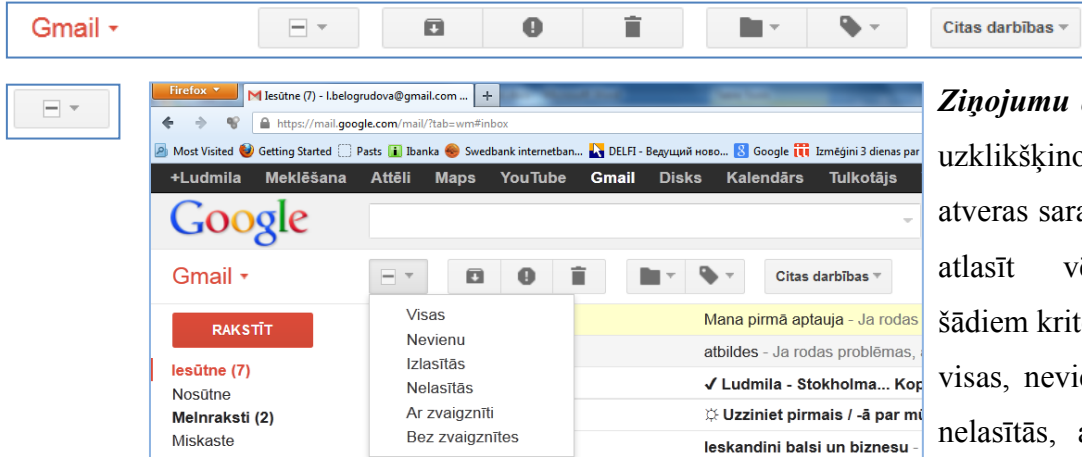 Gmail
Citas darbības
Firefox
Iesūtne (7) - l.belogrudova@gmail.com ...
https://mail.google.com/mail/?tab=wm#inbox
Most Visited Getting Started Pasts Ibanka Swedbank internetban... DELFI - Ведущий ново... Google Izmēģini 3 dienas par
+Ludmila Meklēšana Attēli Maps YouTube Gmail Disks Kalendārs Tulkotājs
Google
Gmail
Citas darbības
RAKSTĪT
Iesūtne (7)
Nosūtne
Melnraksti (2)
Miskaste
Visas
Nevienu
Izlasītās
Nelasītās
Ar zvaigznīti
Bez zvaigznītes
Mana pirmā aptauja - Ja rodas
atbildes - Ja rodas problēmas,
✓ Ludmila - Stokholma... Kop
Uzziniet pirmais / -ā par mū
Ieskandini balsi un biznesu -
Ziņojumu
uzklikšķino
atveras sara
atlasīt vē
šādiem krit
visas, nevie
nelasītās, a